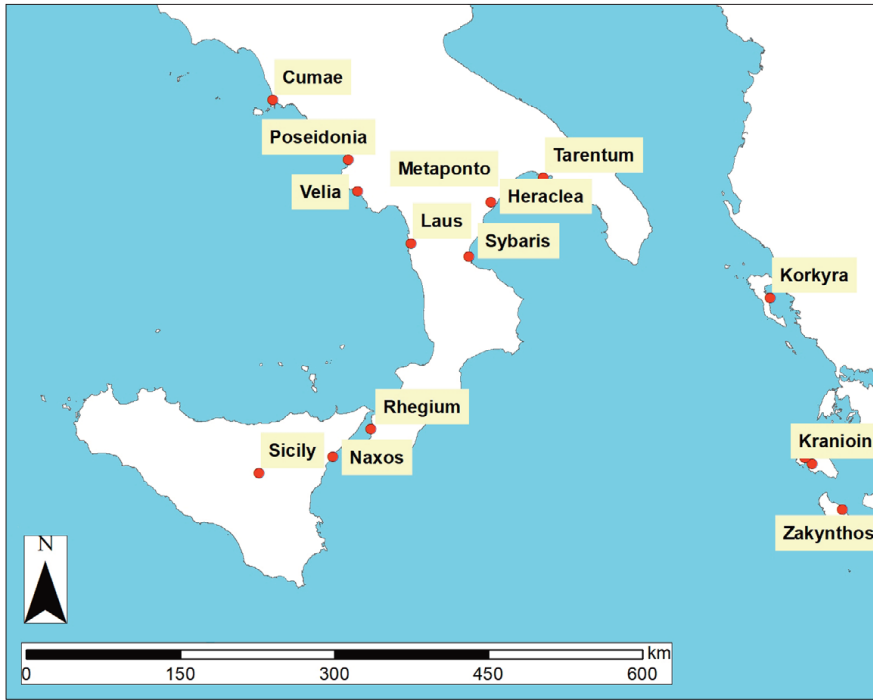 Cumae
Poseidonia
Tarentum
Metaponto
Velia
Heraclea
Laus
Sybaris
Korkyra
Rhegium
Kranioin
Sicily
Naxos
Zakynthos
N
km
0 150 300 450 600